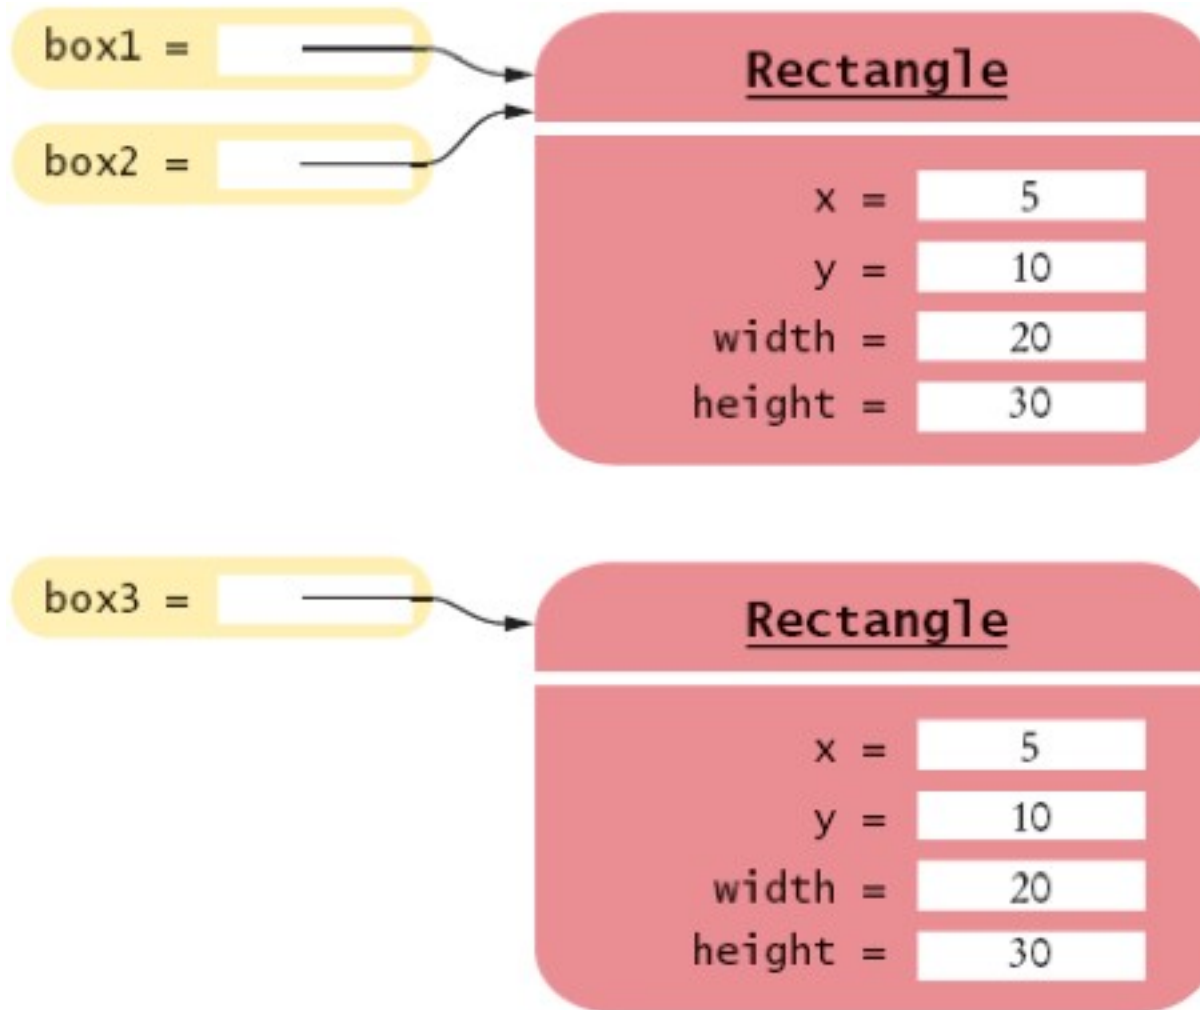 box1 =
box2 =
Rectangle
x = 5
y = 10
width = 20
height = 30
box3 =
Rectangle
x = 5
y = 10
width = 20
height = 30